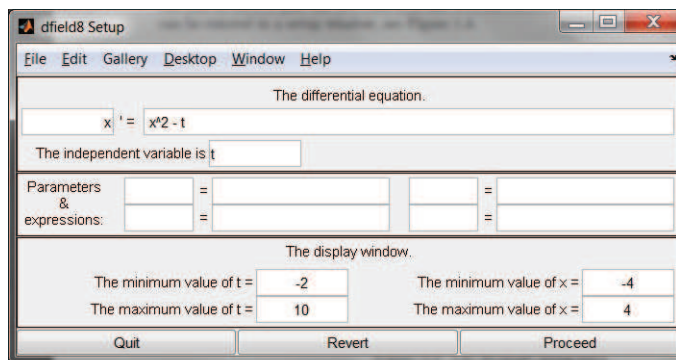 dfield8 Setup
File Edit Gallery Desktop Window Help
The differential equation.
x ' = x^2 - t
The independent variable is t
Parameters & expressions: = =
= =
The display window.
The minimum value of t = -2 The minimum value of x = -4
The maximum value of t = 10 The maximum value of x = 4
Quit Revert Proceed